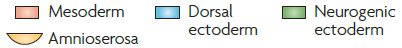 Mesoderm
Amnioserosa
Dorsal
ectoderm
Neurogenic
ectoderm